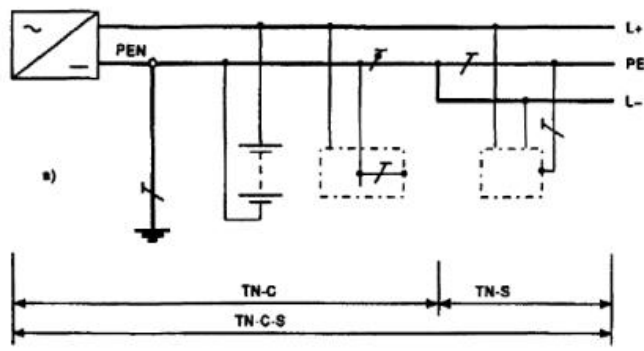 L+
PEN
PE
L–
в)
TN-C
TN-S
TN-C-S